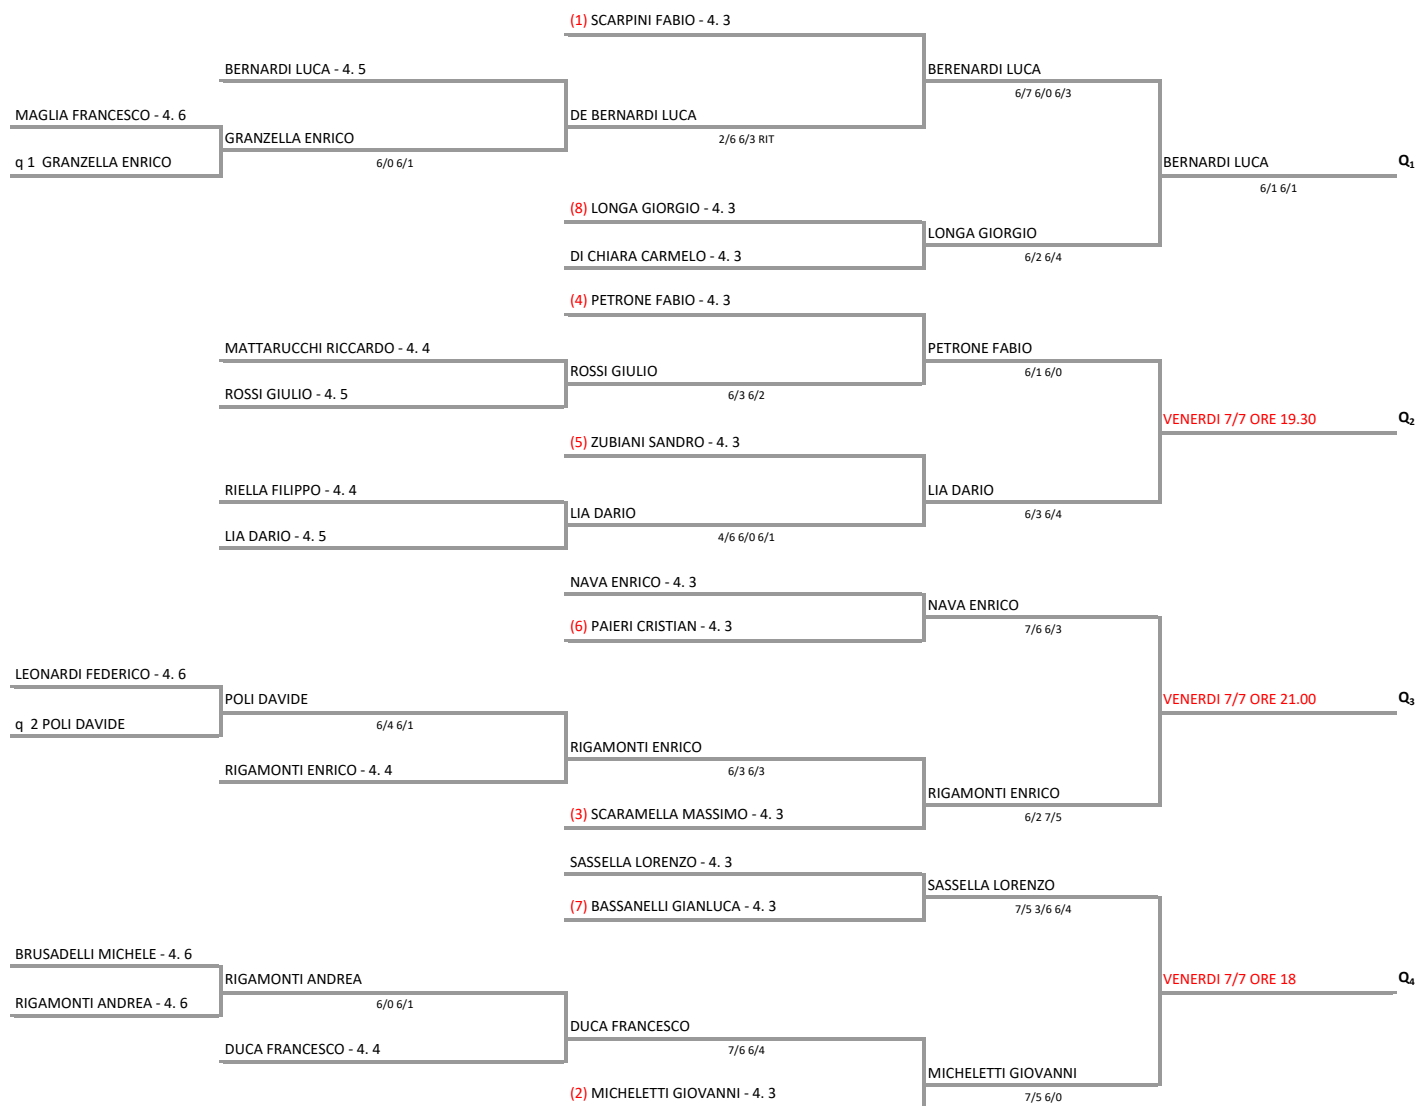 (1) SCARPINI FABIO - 4. 3
BERNARDI LUCA - 4. 5
BERENARDI LUCA
6/7 6/0 6/3
MAGLIA FRANCESCO - 4. 6
DE BERNARDI LUCA
GRANZELLA ENRICO
2/6 6/3 RIT
q 1 GRANZELLA ENRICO
6/0 6/1
BERNARDI LUCA
Q1
6/1 6/1
(8) LONGA GIORGIO - 4. 3
LONGA GIORGIO
DI CHIARA CARMELO - 4. 3
6/2 6/4
(4) PETRONE FABIO - 4. 3
MATTARUCCHI RICCARDO - 4. 4
PETRONE FABIO
ROSSI GIULIO
6/1 6/0
ROSSI GIULIO - 4. 5
6/3 6/2
VENERDI 7/7 ORE 19.30
Q2
(5) ZUBIANI SANDRO - 4. 3
RIELLA FILIPPO - 4. 4
LIA DARIO
LIA DARIO
6/3 6/4
LIA DARIO - 4. 5
4/6 6/0 6/1
NAVA ENRICO - 4. 3
NAVA ENRICO
(6) PAIERI CRISTIAN - 4. 3
7/6 6/3
LEONARDI FEDERICO - 4. 6
POLI DAVIDE
VENERDI 7/7 ORE 21.00
Q3
q 2 POLI DAVIDE
6/4 6/1
RIGAMONTI ENRICO
RIGAMONTI ENRICO - 4. 4
6/3 6/3
RIGAMONTI ENRICO
(3) SCARAMELLA MASSIMO - 4. 3
6/2 7/5
SASSELLA LORENZO - 4. 3
SASSELLA LORENZO
(7) BASSANELLI GIANLUCA - 4. 3
7/5 3/6 6/4
BRUSADELLI MICHELE - 4. 6
RIGAMONTI ANDREA
VENERDI 7/7 ORE 18
Q4
RIGAMONTI ANDREA - 4. 6
6/0 6/1
DUCA FRANCESCO
DUCA FRANCESCO - 4. 4
7/6 6/4
MICHELETTI GIOVANNI
(2) MICHELETTI GIOVANNI - 4. 3
7/5 6/0